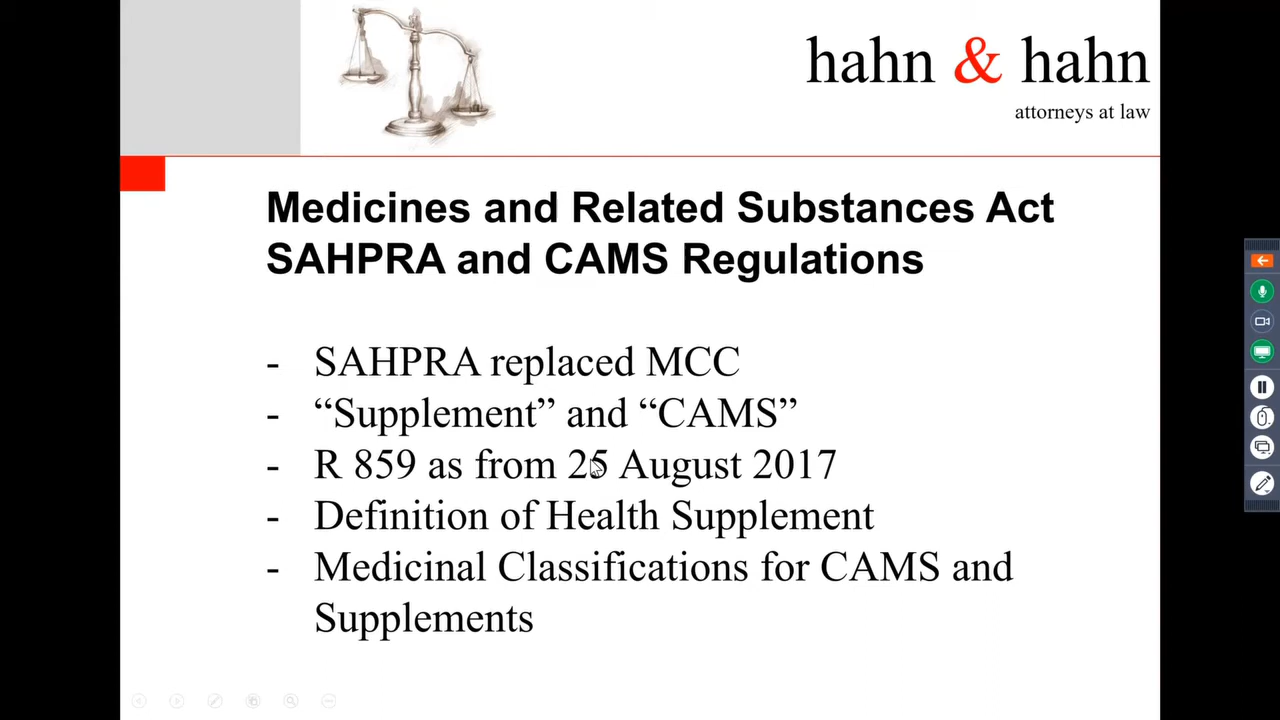 hahn & hahn
attorneys at law
Medicines and Related Substances Act
SAHPRA and CAMS Regulations
- SAHPRA replaced MCC
- “Supplement” and “CAMS”
- R 859 as from 25 August 2017
- Definition of Health Supplement
- Medicinal Classifications for CAMS and
Supplements